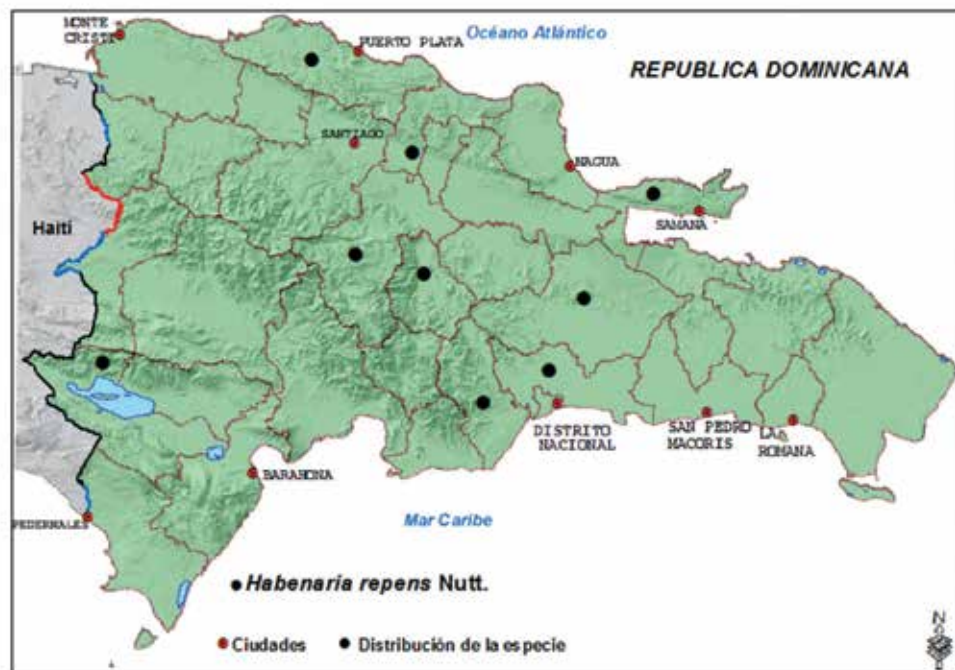 MONTE
CRISTI
PUERTO PLATA
Océano Atlántico
REPUBLICA DOMINICANA
SANTIAGO
NAGUA
SAMANA
Haití
DISTRITO
NACIONAL
SAN PEDRO
MACORIS
LA
ROMANA
BARAHONA
PEDERNALES
Mar Caribe
Habenaria repens Nutt.
Ciudades
Distribución de la especie
N